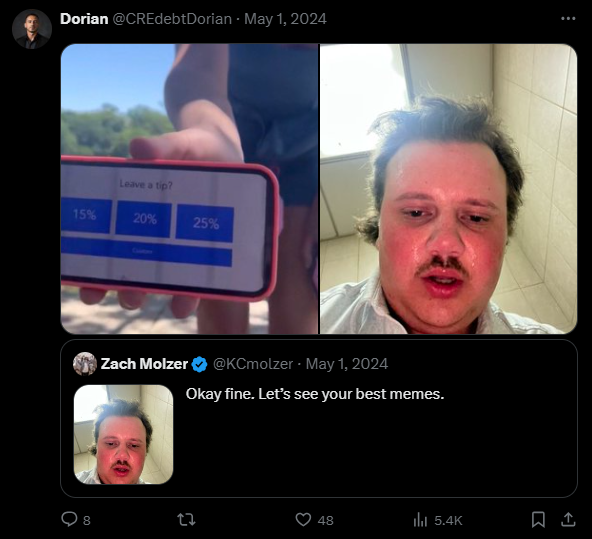 Dorian @CREdebtDorian · May 1, 2024
Leave a tip?
15% 20% 25%
Custom
Zach Molzer @KCmolzer · May 1, 2024
Okay fine. Let's see your best memes.
8 48 5.4K